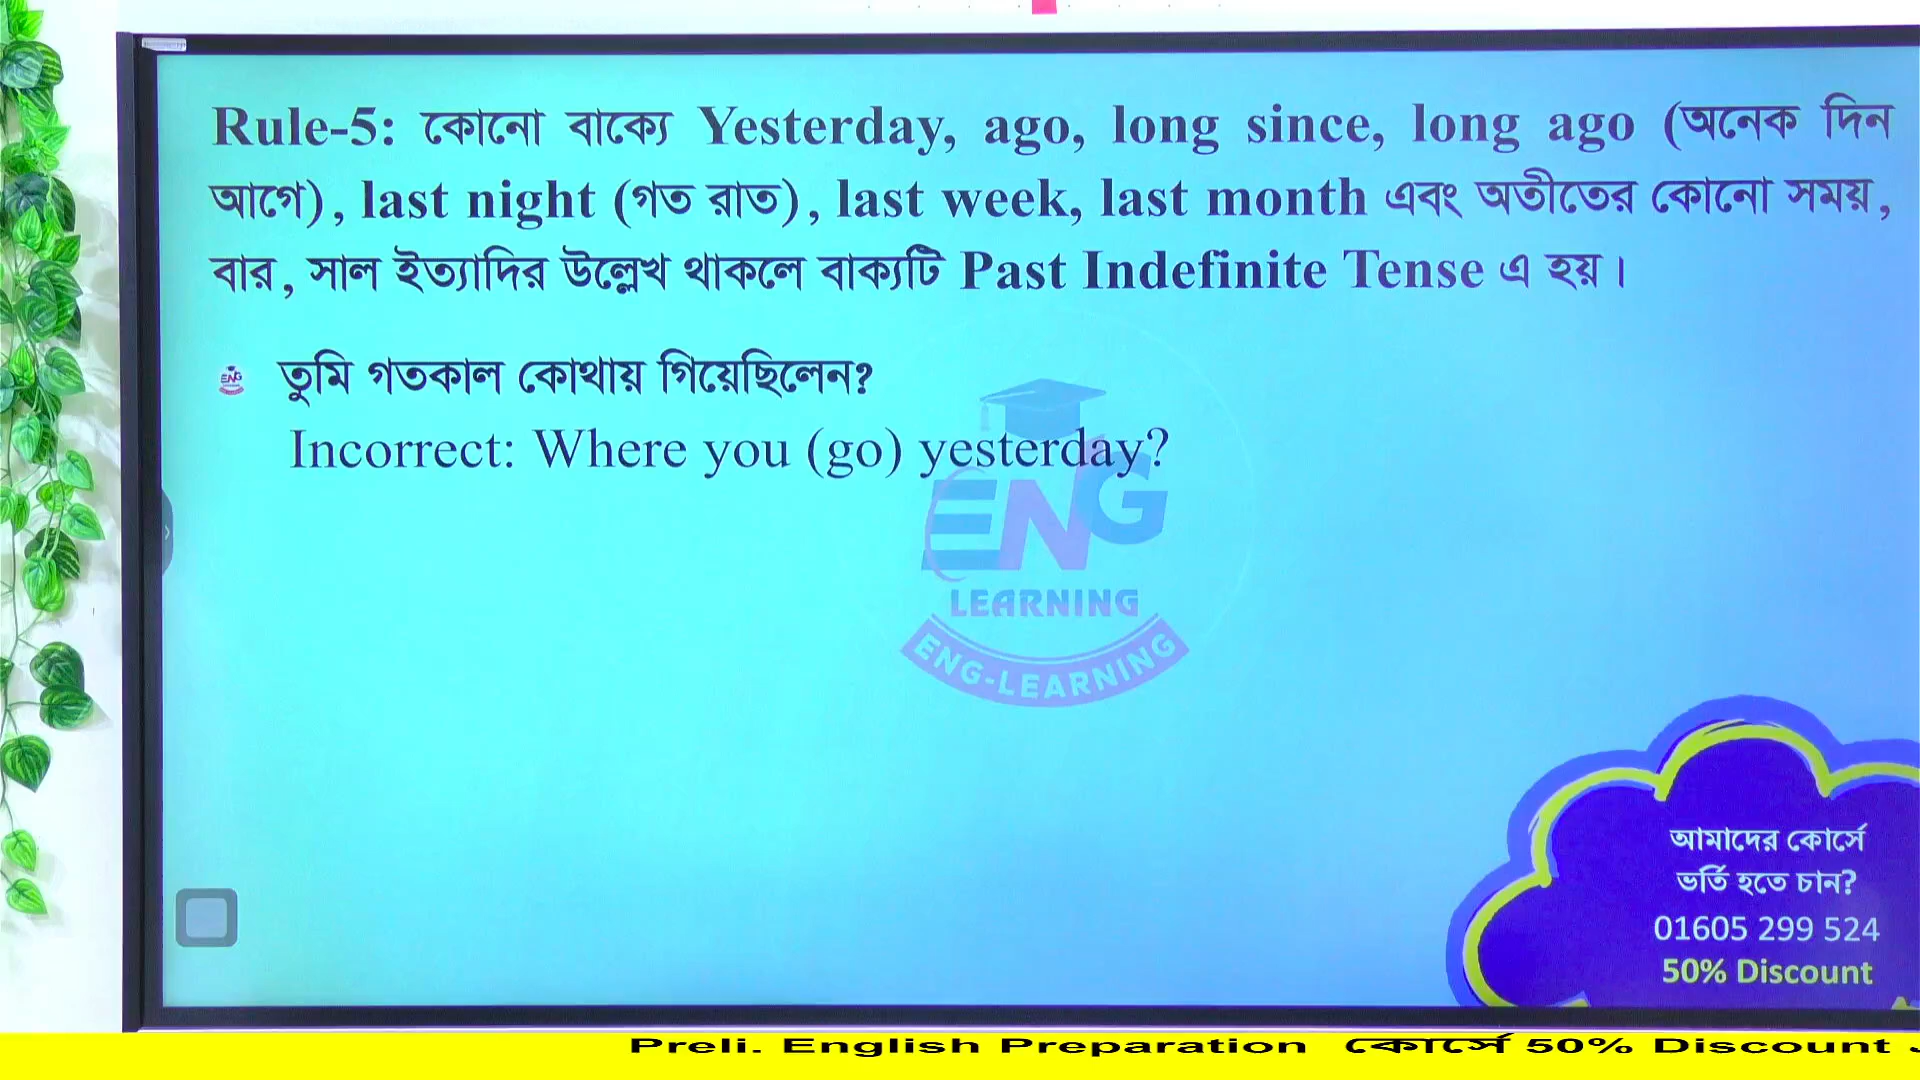 Rule-5: কোনো বাক্যে Yesterday, ago, long since, long ago (অনেক দিন
আগে), last night (গত রাত), last week, last month এবং অতীতের কোনো সময়,
বার, সাল ইত্যাদির উল্লেখ থাকলে বাক্যটি Past Indefinite Tense এ হয়।
ENG তুমি গতকাল কোথায় গিয়েছিলেন?
Incorrect: Where you (go) yesterday?
ENG
LEARNING
ENG-LEARNING
আমাদের কোর্সে
ভর্তি হতে চান?
01605 299 524
50% Discount
Preli. English Preparation কোর্সে 50% Discount